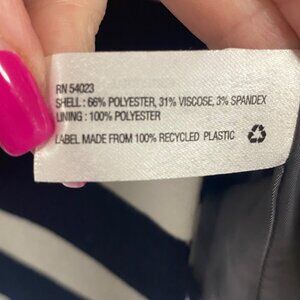 RN 54023
SHELL : 66% POLYESTER, 31% VISCOSE, 3% SPANDEX
LINING : 100% POLYESTER
LABEL MADE FROM 100% RECYCLED PLASTIC